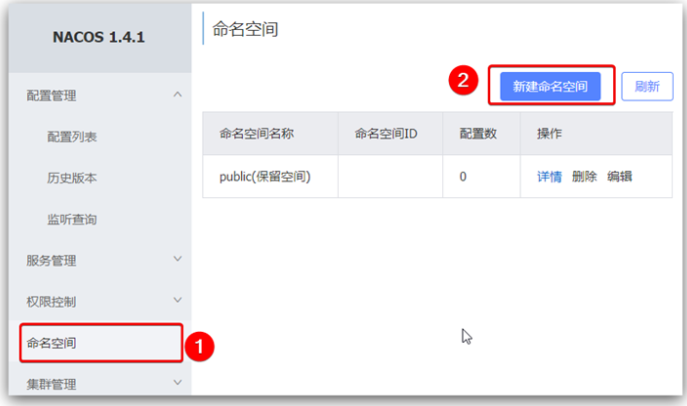 NACOS 1.4.1
配置管理
配置列表
历史版本
监听查询
服务管理
权限控制
命名空间
1
集群管理
命名空间
2
新建命名空间 刷新
命名空间名称 命名空间ID 配置数 操作
public(保留空间) 0 详情 删除 编辑